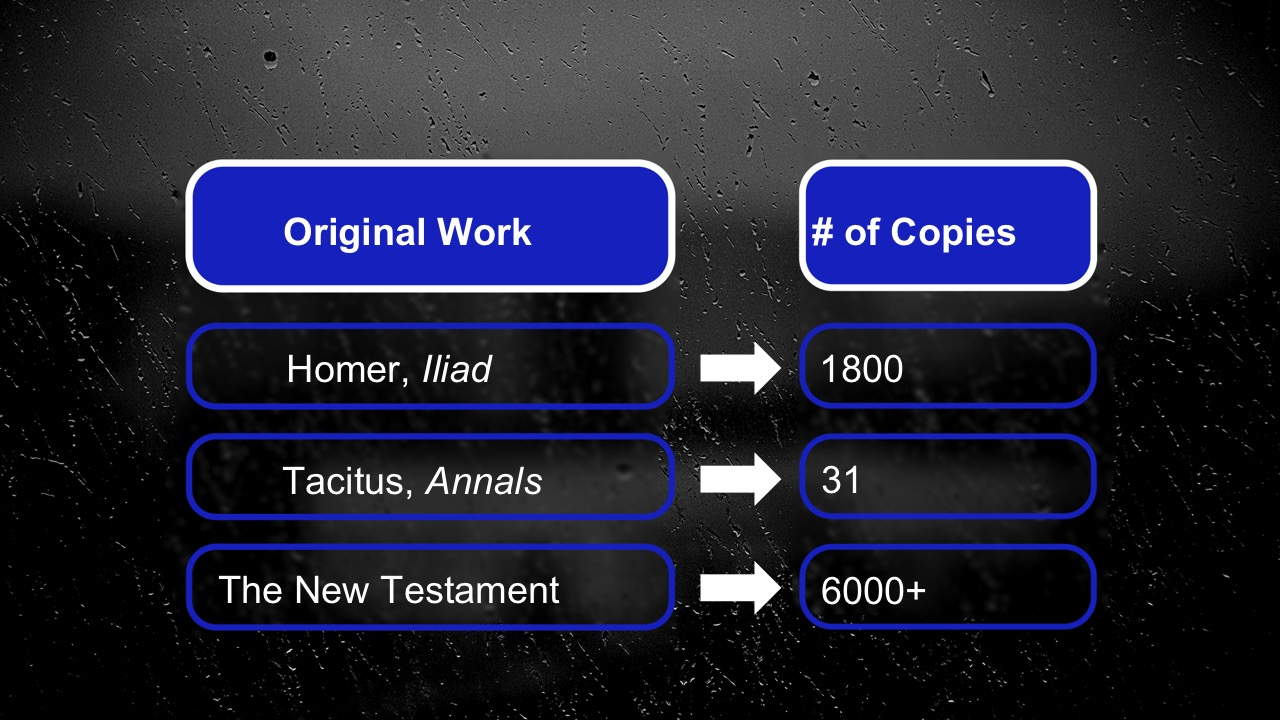 Original Work # of Copies
Homer, Iliad 1800
Tacitus, Annals 31
The New Testament 6000+